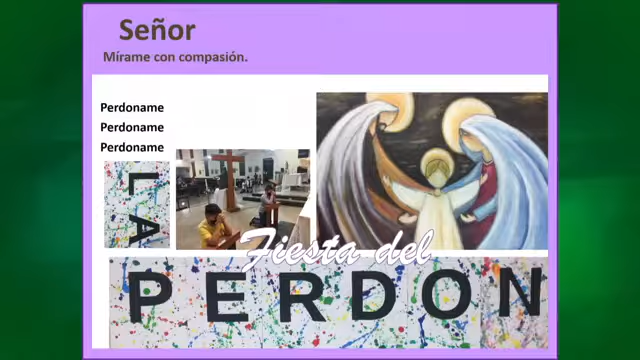 Señor
Mírame con compasión.
Perdoname
Perdoname
Perdoname
LA
Fiesta del
PERDON